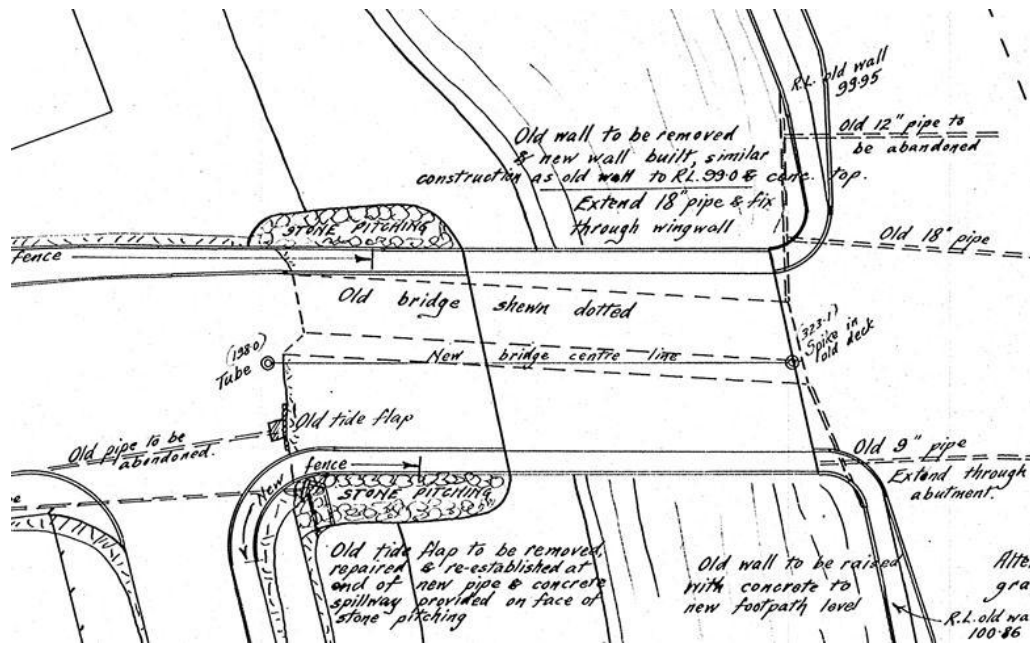 R.L. old wall
99.95
Old 12" pipe to
be abandoned
Old wall to be removed
& new wall built, similar
construction as old wall to RL.99.0 & conc. top.
Extend 18" pipe & fix
through wingwall
Old 18" pipe
STONE PITCHING
fence
Old bridge shewn dotted
(198.0)
Tube
New bridge centre line
(323.1)
Spike in
old deck
Old tide flap
Old pipe to be
abandoned.
Old 9" pipe
Extend through
abutment.
fence
New
STONE PITCHING
Old tide flap to be removed,
repaired & re-established at
end of new pipe & concrete
spillway provided on face of
stone pitching
Old wall to be raised
with concrete to
new footpath level
R.L. old wa
100.86
Alte
gra